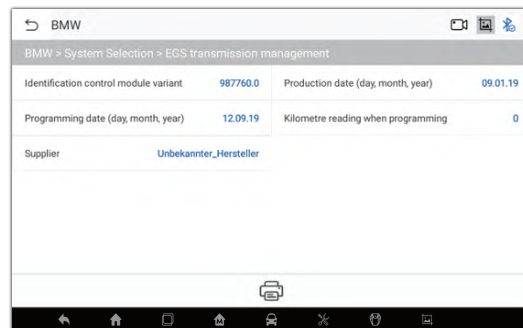 BMW
BMW > System Selection > EGS transmission management
Identification control module variant 987760.0 Production date (day, month, year) 09.01.19
Programming date (day, month, year) 12.09.19 Kilometre reading when programming 0
Supplier Unbekannter_Hersteller